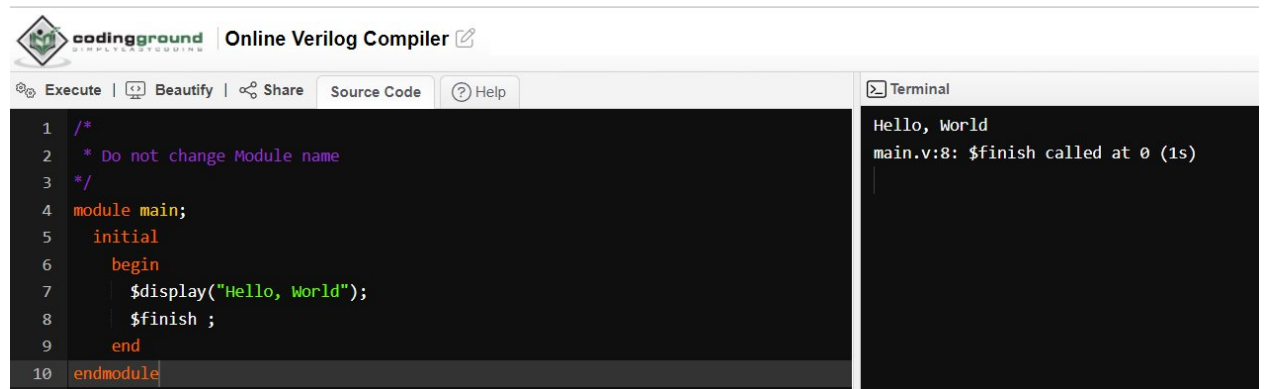 codingground Online Verilog Compiler
SIMPLYEASYCODING
Execute | Beautify | Share Source Code Help
Terminal
1 /*
2 * Do not change Module name
3 */
4 module main;
5 initial
6 begin
7 $display("Hello, World");
8 $finish ;
9 end
10 endmodule
Hello, World
main.v:8: $finish called at 0 (1s)